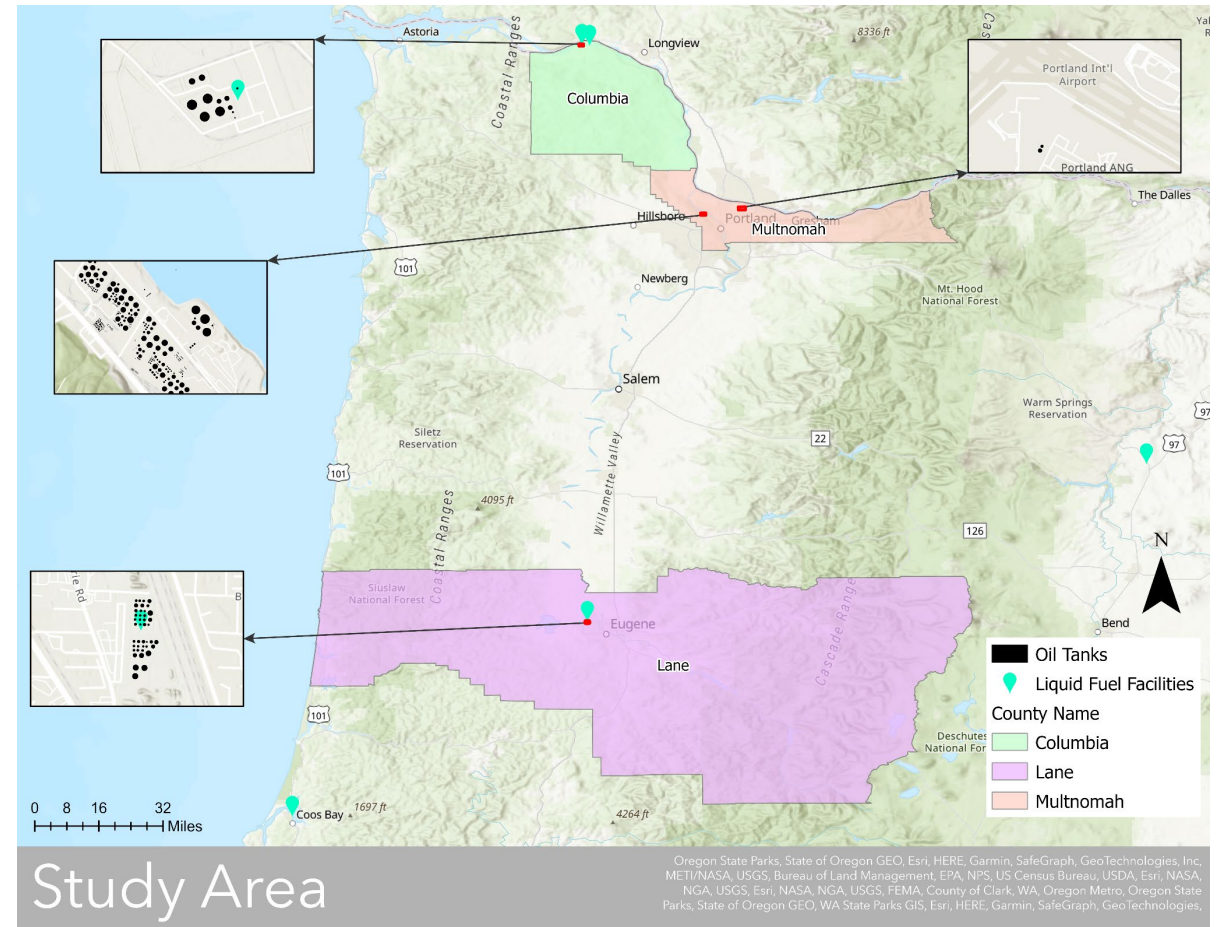 Astoria
Coastal Ranges
Longview
8336 ft
Columbia
Portland Int'l
Airport
Portland ANG
The Dalles
Hillsboro
Portland
Gresham
Multnomah
101
Newberg
Mt. Hood
National Forest
Salem
Siletz
Reservation
Willamette Valley
22
Warm Springs
Reservation
97
97
101
4095 ft
Coastal Ranges
126
N
Siuslaw
National Forest
rie Rd
B
Eugene
Cascade Range
Lane
Bend
101
Deschutes
National For
Coos Bay
1697 ft
4264 ft
0 8 16 32
Miles
Oil Tanks
Liquid Fuel Facilities
County Name
Columbia
Lane
Multnomah
Study Area
Oregon State Parks, State of Oregon GEO, Esri, HERE, Garmin, SafeGraph, GeoTechnologies, Inc,
METI/NASA, USGS, Bureau of Land Management, EPA, NPS, US Census Bureau, USDA, Esri, NASA,
NGA, USGS, Esri, NASA, NGA, USGS, FEMA, County of Clark, WA, Oregon Metro, Oregon State
Parks, State of Oregon GEO, WA State Parks GIS, Esri, HERE, Garmin, SafeGraph, GeoTechnologies,